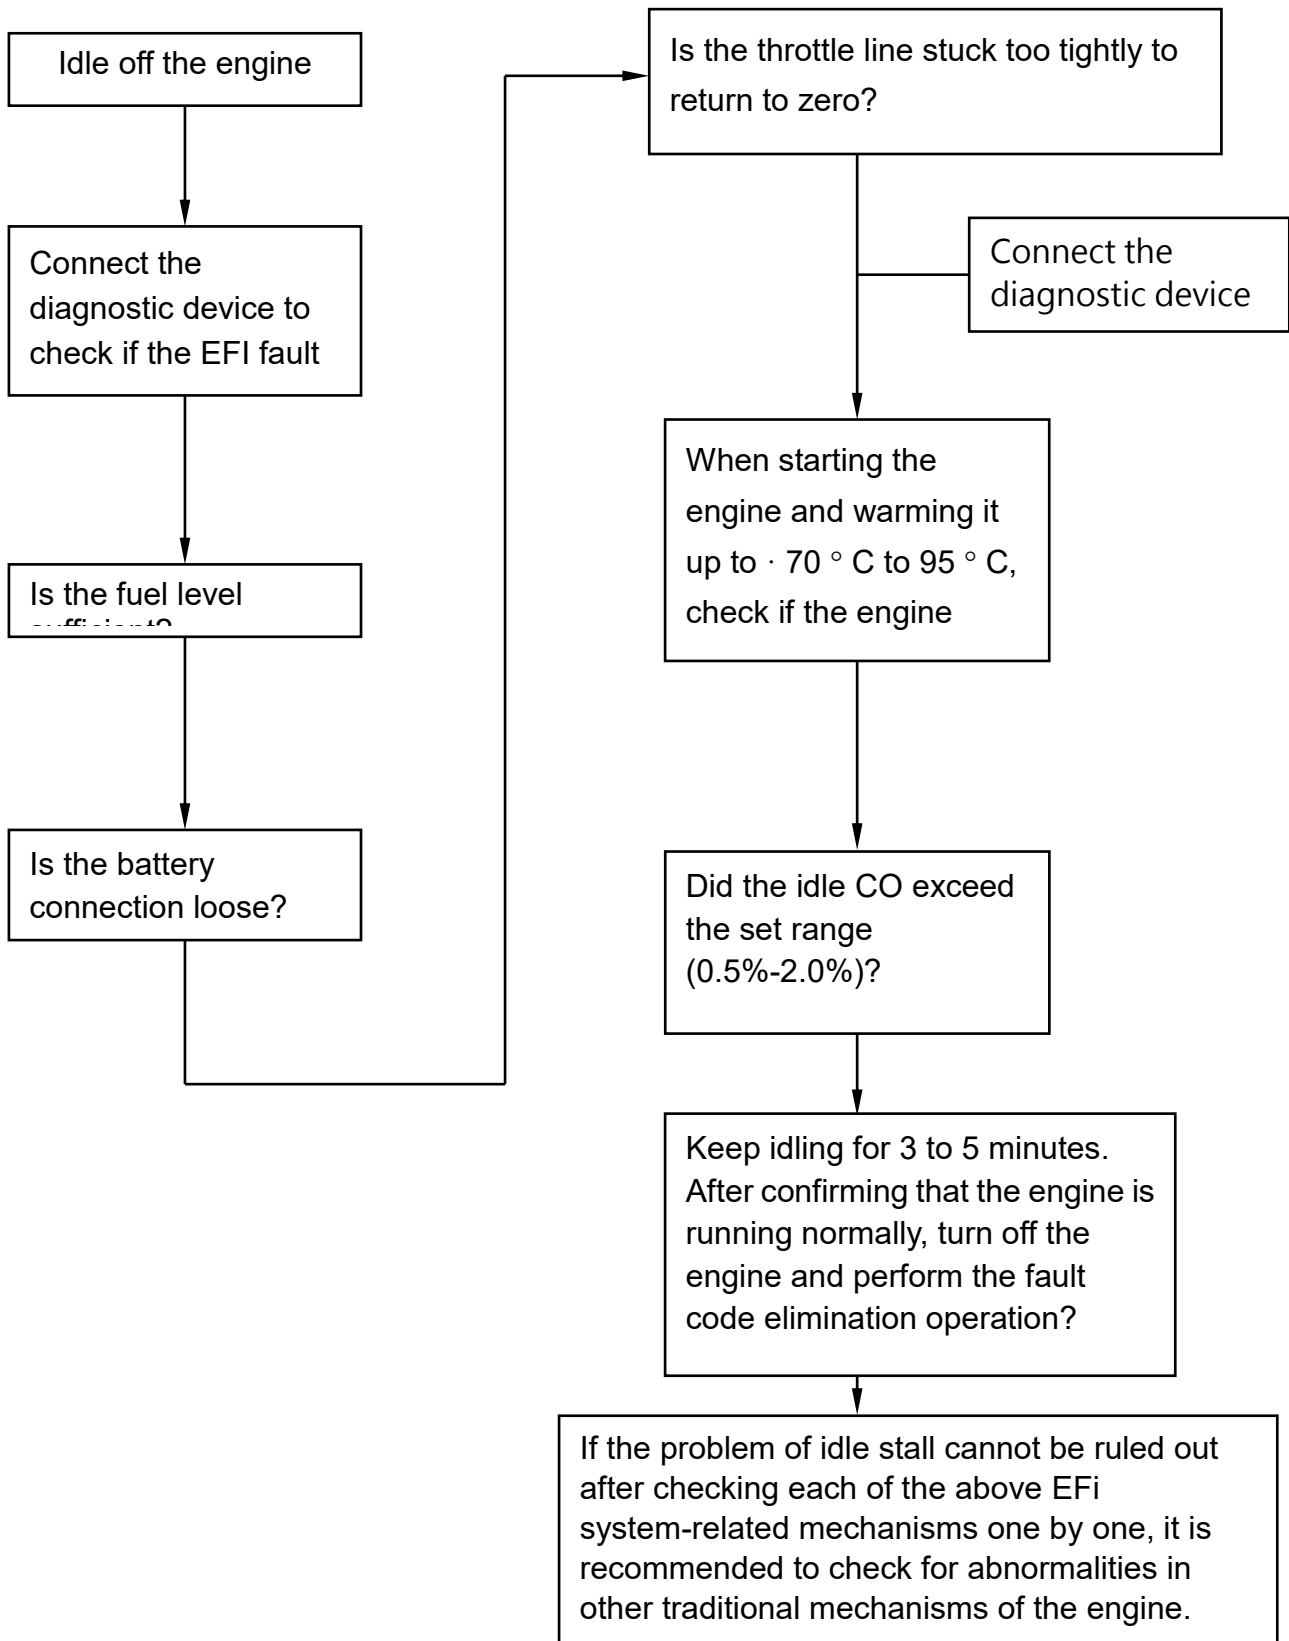 Idle off the engine
Connect the
diagnostic device to
check if the EFI fault
Is the fuel level
sufficient?
Is the battery
connection loose?
Is the throttle line stuck too tightly to
return to zero?
Connect the
diagnostic device
When starting the
engine and warming it
up to · 70 ° C to 95 ° C,
check if the engine
Did the idle CO exceed
the set range
(0.5%-2.0%)?
Keep idling for 3 to 5 minutes.
After confirming that the engine is
running normally, turn off the
engine and perform the fault
code elimination operation?
If the problem of idle stall cannot be ruled out
after checking each of the above EFi
system-related mechanisms one by one, it is
recommended to check for abnormalities in
other traditional mechanisms of the engine.